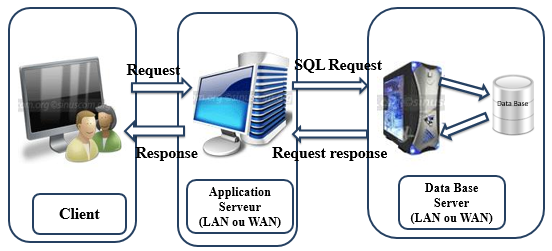 Request
Response
SQL Request
Request response
Data Base
Client
Application
Serveur
(LAN ou WAN)
Data Base
Server
(LAN ou WAN)